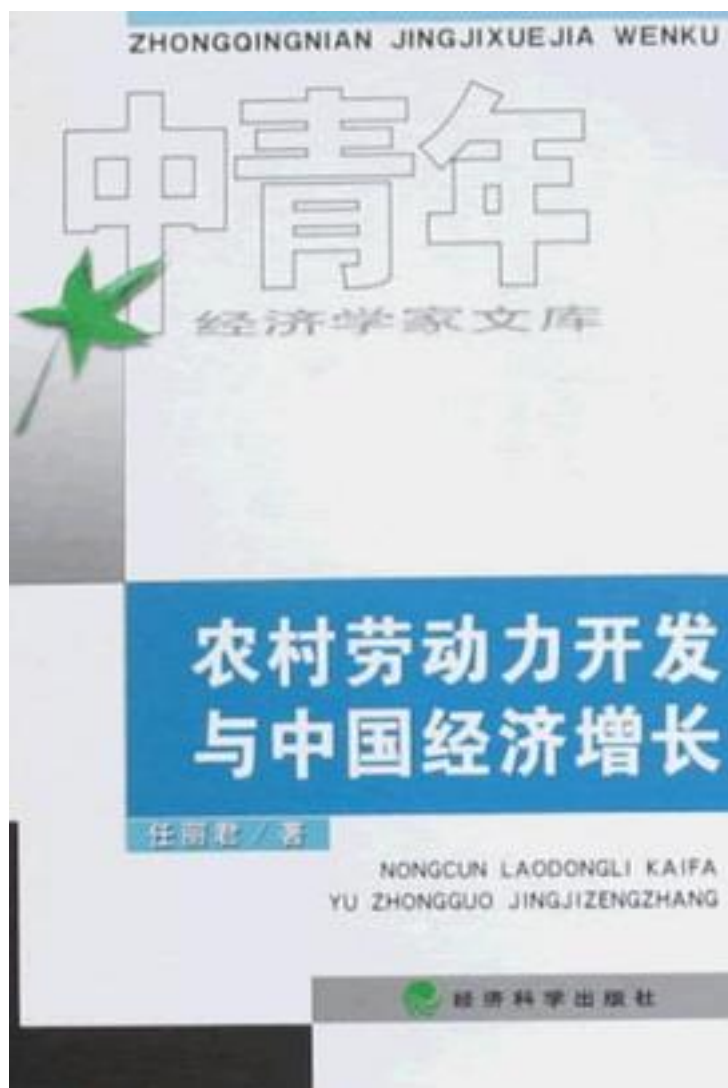 ZHONGQINGNIAN JINGJIXUEJIA WENKU
中青年
经济学家文库
农村劳动力开发
与中国经济增长
任丽君／著
NONGCUN LAODONGLI KAIFA
YU ZHONGGUO JINGJIZENGZHANG
经济科学出版社